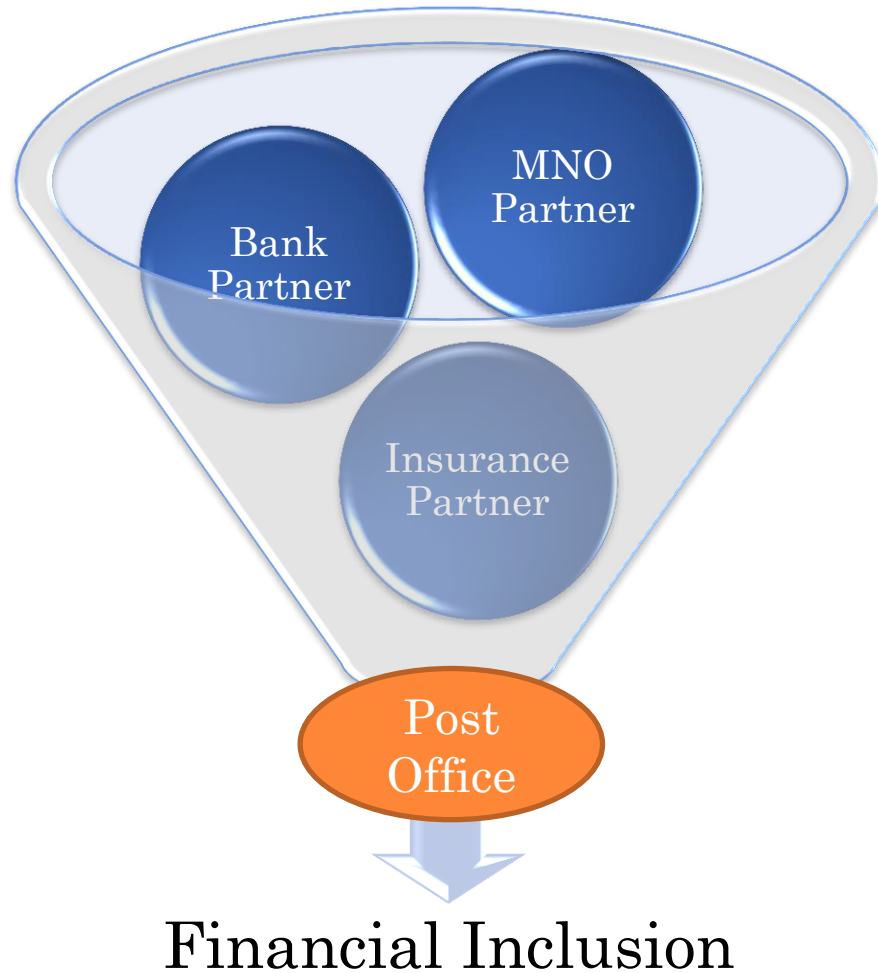 MNO
Partner
Bank
Partner
Insurance
Partner
Post
Office
Financial Inclusion